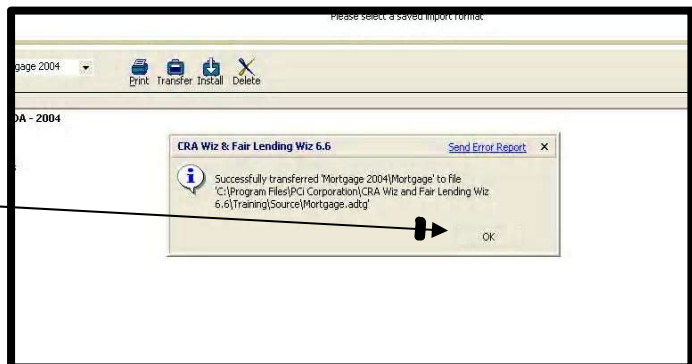 Please select a saved import format
gage 2004
Print Transfer Install Delete
DA - 2004
CRA Wiz & Fair Lending Wiz 6.6 Send Error Report X
Successfully transferred 'Mortgage 2004\Mortgage' to file
'C:\Program Files\PCi Corporation\CRA Wiz and Fair Lending Wiz
6.6\Training\Source\Mortgage.adtg'
OK